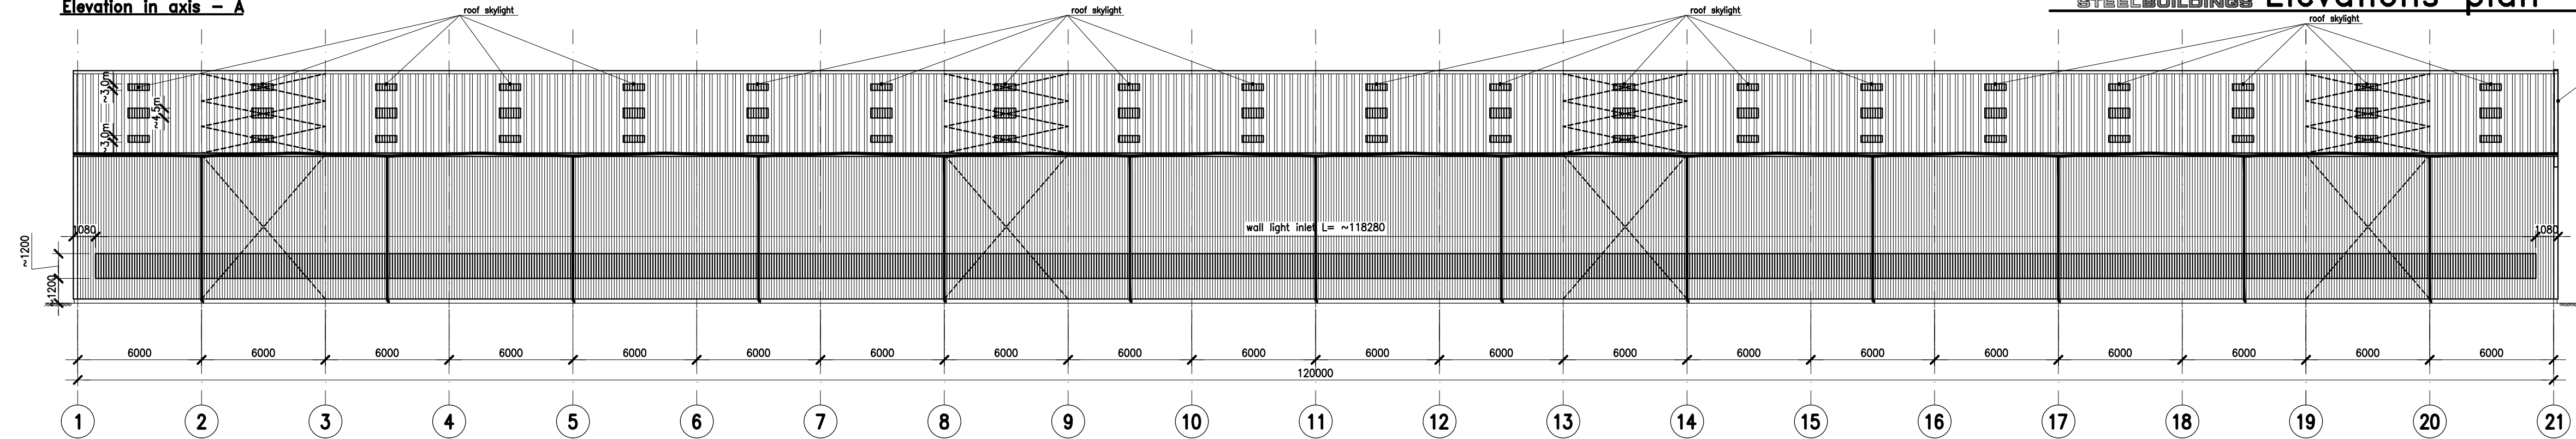 Elevation in axis - A
STEELBUILDINGS Elevations plan
roof skylight
roof skylight
roof skylight
roof skylight
~3,0m
~4,5m
~3,0m
wall light inlet L= ~118280
1080
1080
~1200
~1200
6000 6000 6000 6000 6000 6000 6000 6000 6000 6000 6000 6000 6000 6000 6000 6000 6000 6000 6000 6000
120000
1 2 3 4 5 6 7 8 9 10 11 12 13 14 15 16 17 18 19 20 21